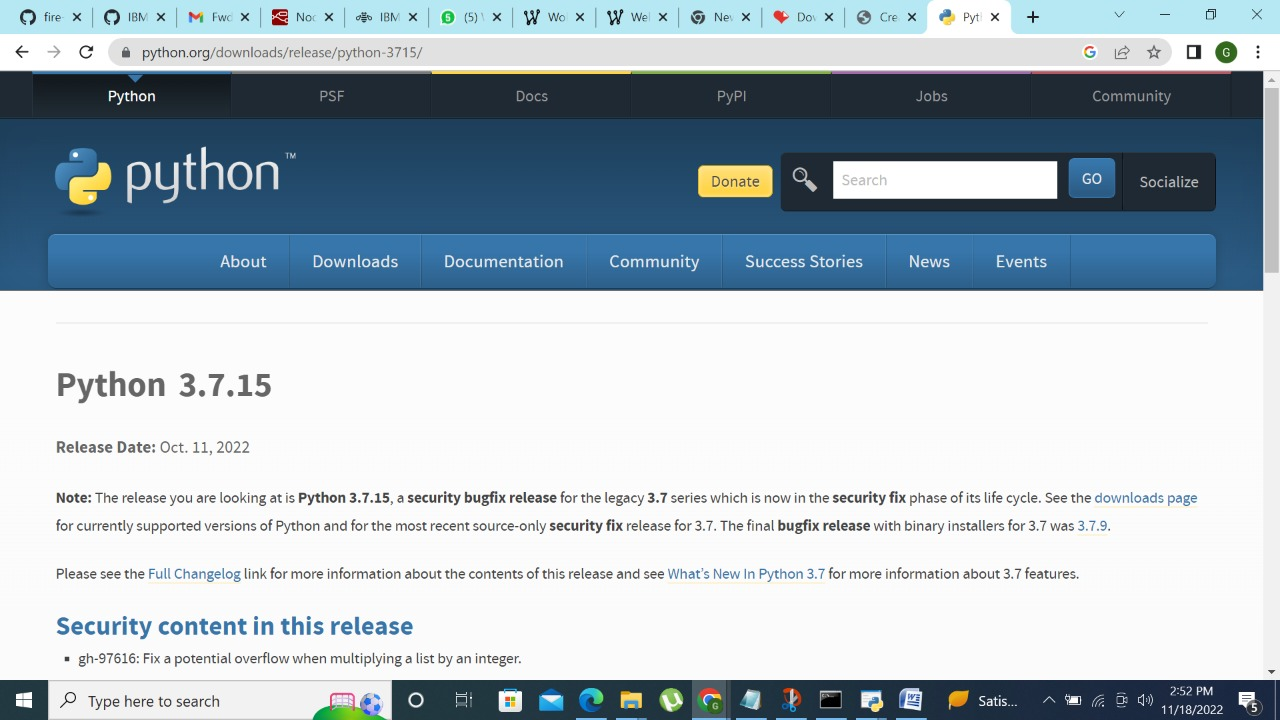 fire
IBM
Fwd
Nod
IBM
(5) W
Wo
Wel
New
Dov
Cre
Pyt
python.org/downloads/release/python-3715/
G
Python
PSF
Docs
PyPI
Jobs
Community
python™
Donate
Search
GO
Socialize
About
Downloads
Documentation
Community
Success Stories
News
Events
Python 3.7.15
Release Date: Oct. 11, 2022
Note: The release you are looking at is Python 3.7.15, a security bugfix release for the legacy 3.7 series which is now in the security fix phase of its life cycle. See the downloads page
for currently supported versions of Python and for the most recent source-only security fix release for 3.7. The final bugfix release with binary installers for 3.7 was 3.7.9.
Please see the Full Changelog link for more information about the contents of this release and see What's New In Python 3.7 for more information about 3.7 features.
Security content in this release
gh-97616: Fix a potential overflow when multiplying a list by an integer.
Type here to search
Satis...
2:52 PM
11/18/2022
5